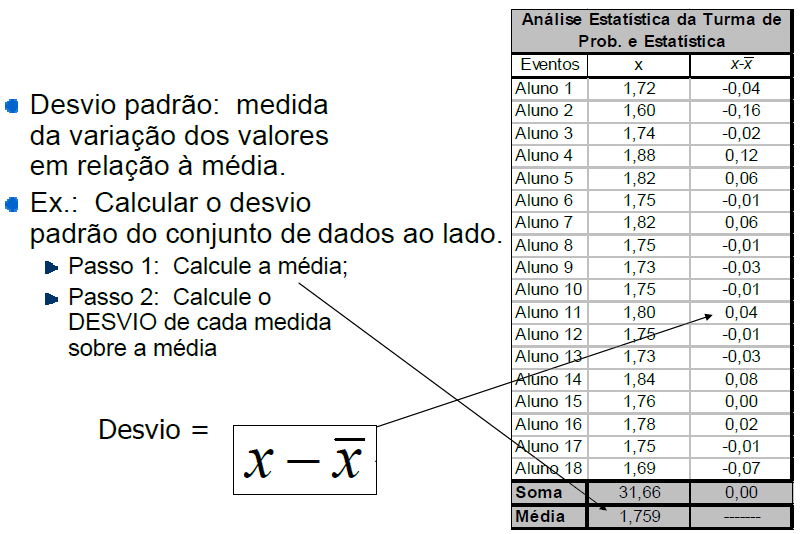 Desvio padrão: medida
da variação dos valores
em relação à média.
Ex.: Calcular o desvio
padrão do conjunto de dados ao lado.
Passo 1: Calcule a média;
Passo 2: Calcule o
DESVIO de cada medida
sobre a média
Desvio =
x − x̅
Análise Estatística da Turma de
Prob. e Estatística
Eventos x x-x̅
Aluno 1 1,72 -0,04
Aluno 2 1,60 -0,16
Aluno 3 1,74 -0,02
Aluno 4 1,88 0,12
Aluno 5 1,82 0,06
Aluno 6 1,75 -0,01
Aluno 7 1,82 0,06
Aluno 8 1,75 -0,01
Aluno 9 1,73 -0,03
Aluno 10 1,75 -0,01
Aluno 11 1,80 0,04
Aluno 12 1,75 -0,01
Aluno 13 1,73 -0,03
Aluno 14 1,84 0,08
Aluno 15 1,76 0,00
Aluno 16 1,78 0,02
Aluno 17 1,75 -0,01
Aluno 18 1,69 -0,07
Soma 31,66 0,00
Média 1,759 -------